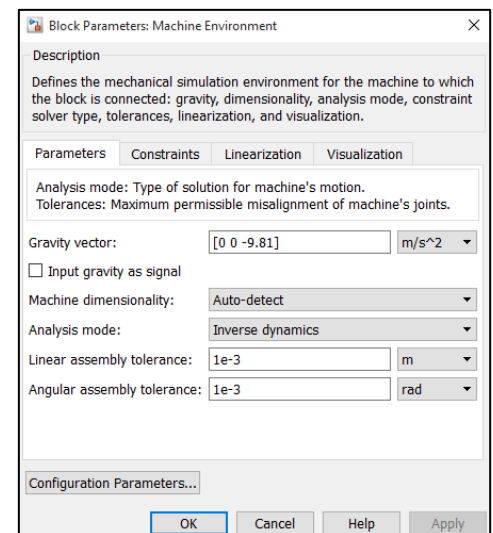 Block Parameters: Machine Environment
Description
Defines the mechanical simulation environment for the machine to which
the block is connected: gravity, dimensionality, analysis mode, constraint
solver type, tolerances, linearization, and visualization.
Parameters Constraints Linearization Visualization
Analysis mode: Type of solution for machine's motion.
Tolerances: Maximum permissible misalignment of machine's joints.
Gravity vector: [0 0 -9.81] m/s^2
Input gravity as signal
Machine dimensionality: Auto-detect
Analysis mode: Inverse dynamics
Linear assembly tolerance: 1e-3 m
Angular assembly tolerance: 1e-3 rad
Configuration Parameters...
OK Cancel Help Apply